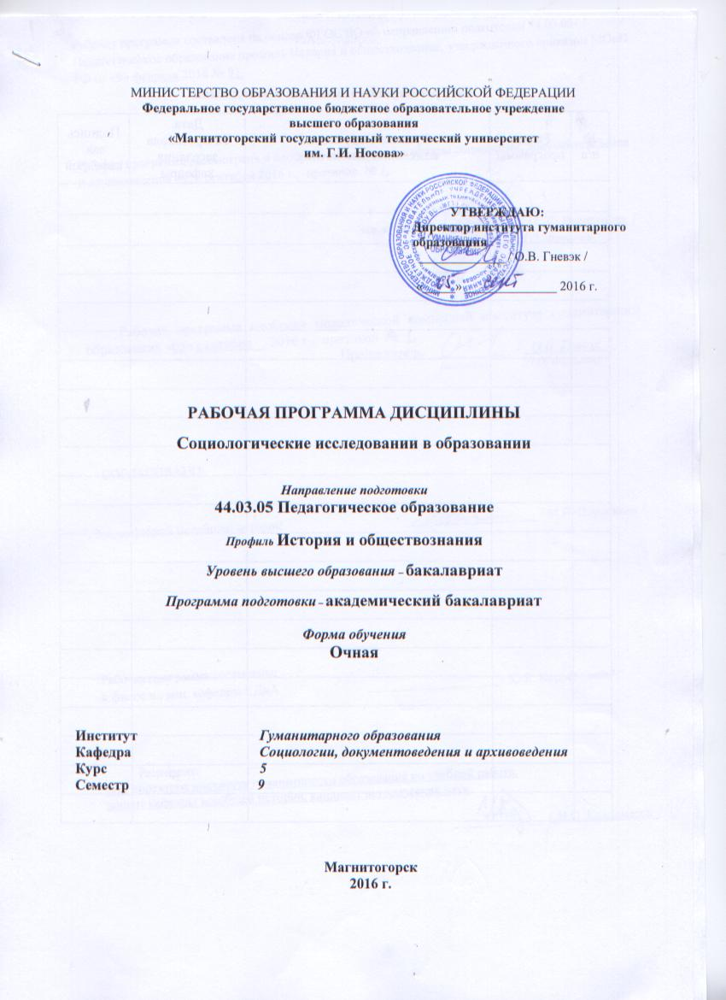 МИНИСТЕРСТВО ОБРАЗОВАНИЯ И НАУКИ РОССИЙСКОЙ ФЕДЕРАЦИИ
Федеральное государственное бюджетное образовательное учреждение
высшего образования
«Магнитогорский государственный технический университет
им. Г.И. Носова»
УТВЕРЖДАЮ:
Директор института гуманитарного
образования
О.В. Гневэк /
2016 г.
РАБОЧАЯ ПРОГРАММА ДИСЦИПЛИНЫ
Социологические исследовании в образовании
Направление подготовки
44.03.05 Педагогическое образование
Профиль История и обществознания
Уровень высшего образования – бакалавриат
Программа подготовки – академический бакалавриат
Форма обучения
Очная
Институт Гуманитарного образования
Кафедра Социологии, документоведения и архивоведения
Курс 5
Семестр 9
Магнитогорск
2016 г.